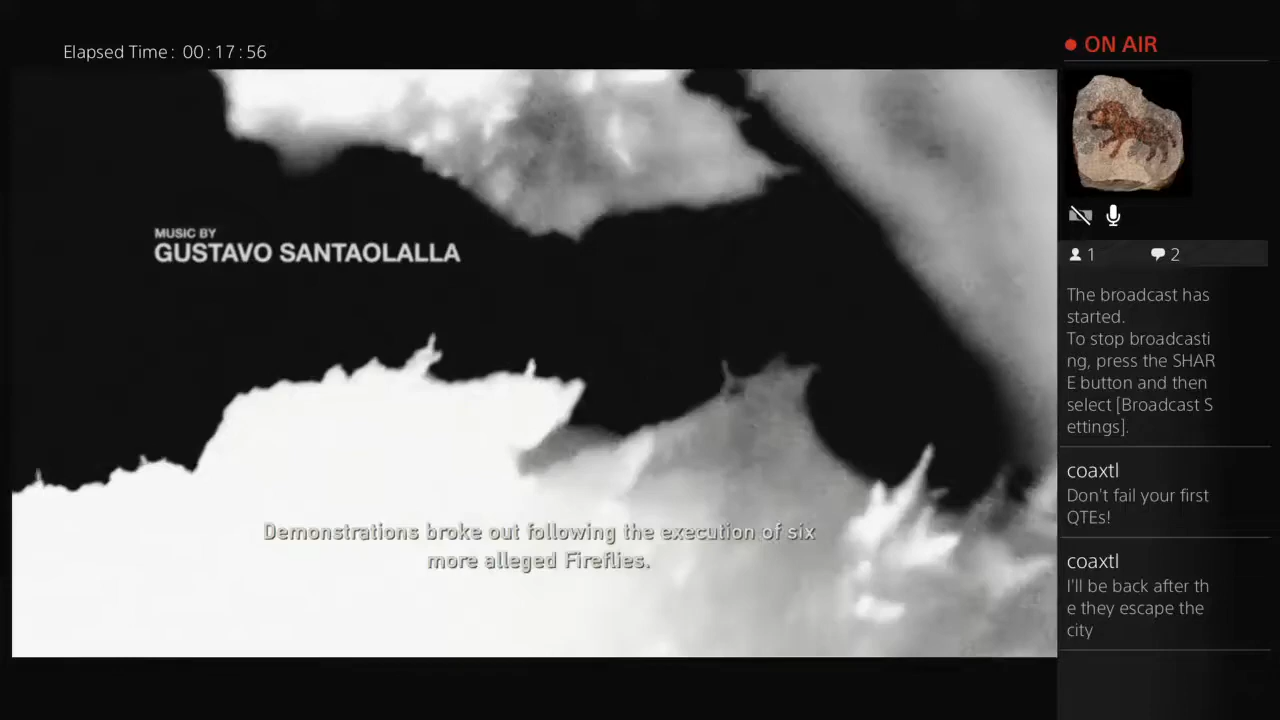 Elapsed Time: 00:17:56
ON AIR
MUSIC BY
GUSTAVO SANTAOLALLA
Demonstrations broke out following the execution of six
more alleged Fireflies.
1
2
The broadcast has
started.
To stop broadcasti
ng, press the SHAR
E button and then
select [Broadcast S
ettings].
coaxtl
Don't fail your first
QTEs!
coaxtl
I'll be back after th
e they escape the
city